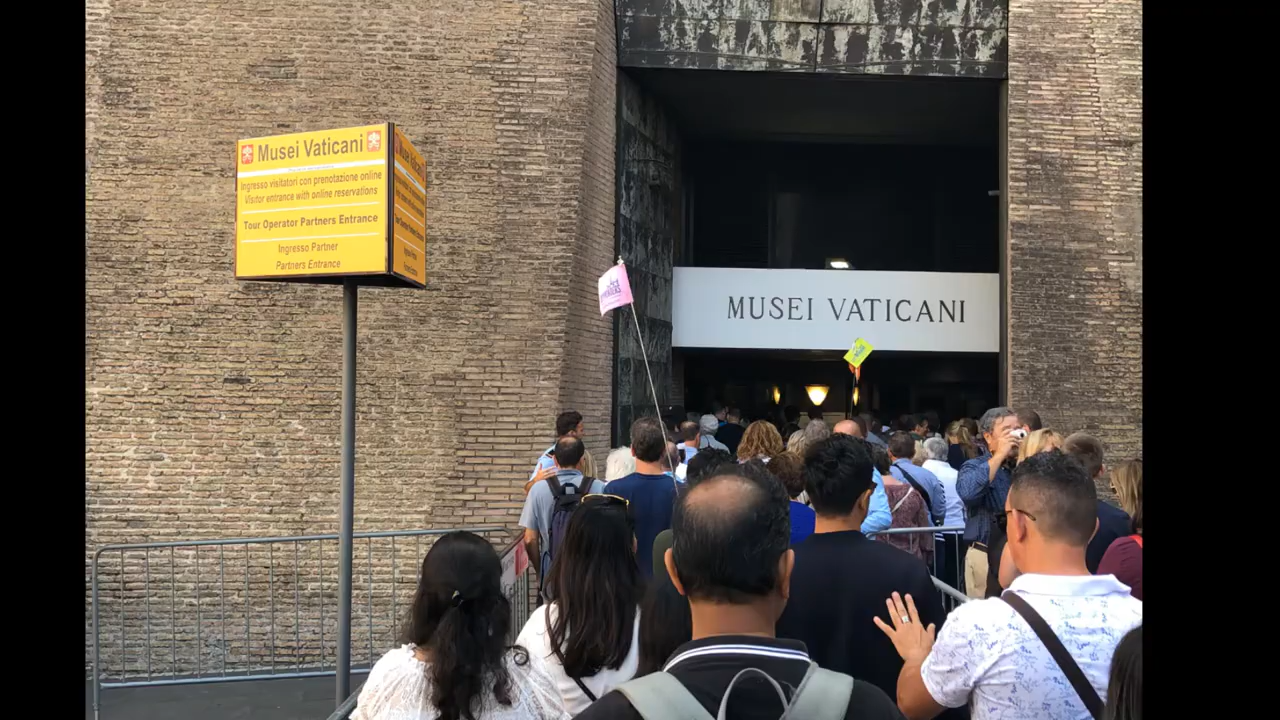 Musei Vaticani
Ingresso visitatori con prenotazione online
Visitor entrance with online reservations
Tour Operator Partners Entrance
Ingresso Partner
Partners Entrance
MUSEI VATICANI